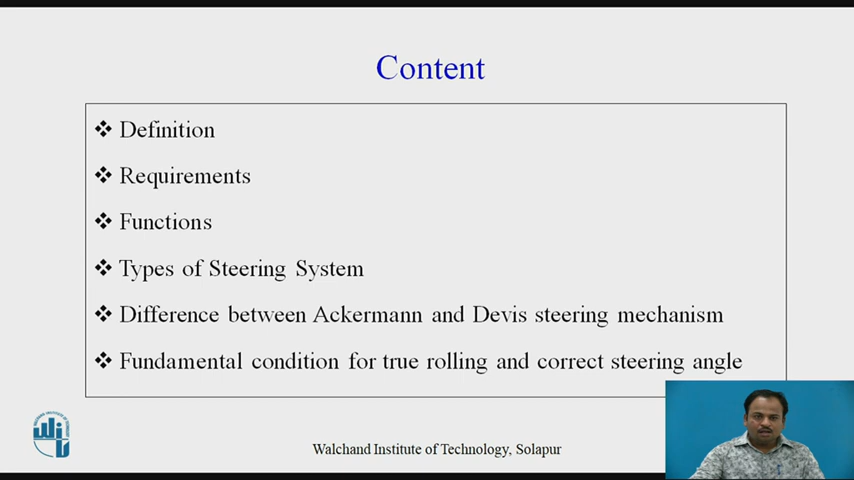 Content
❖ Definition
❖ Requirements
❖ Functions
❖ Types of Steering System
❖ Difference between Ackermann and Devis steering mechanism
❖ Fundamental condition for true rolling and correct steering angle
Walchand Institute of Technology, Solapur